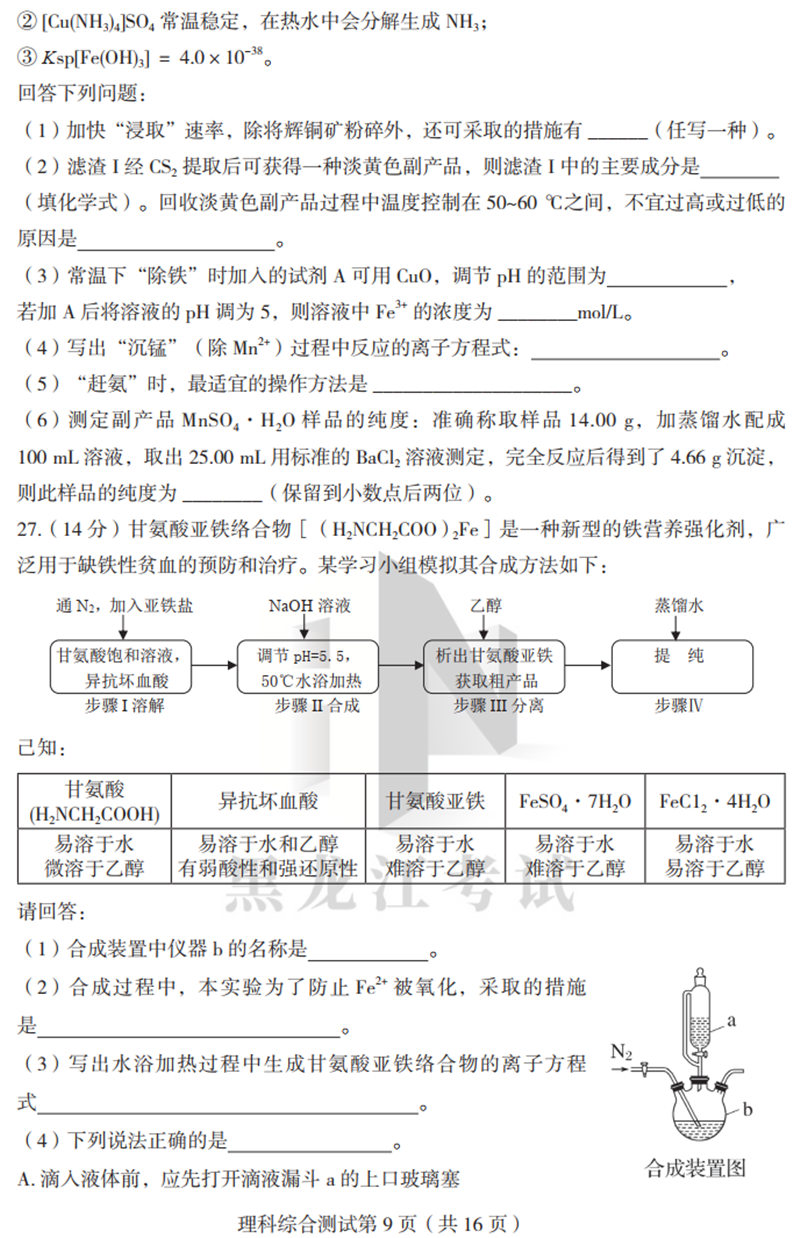 ② [Cu(NH₃)₄]SO₄ 常温稳定，在热水中会分解生成 NH₃；
③ Ksp[Fe(OH)₃] = 4.0 × 10⁻³⁸。
回答下列问题：
（1）加快“浸取”速率，除将辉铜矿粉碎外，还可采取的措施有 ______（任写一种）。
（2）滤渣 I 经 CS₂ 提取后可获得一种淡黄色副产品，则滤渣 I 中的主要成分是________
（填化学式）。回收淡黄色副产品过程中温度控制在 50~60 ℃之间，不宜过高或过低的
原因是____________________。
（3）常温下“除铁”时加入的试剂 A 可用 CuO，调节 pH 的范围为____________，
若加 A 后将溶液的 pH 调为 5，则溶液中 Fe³⁺ 的浓度为 ________mol/L。
（4）写出“沉锰”（除 Mn²⁺）过程中反应的离子方程式：____________________。
（5）“赶氨”时，最适宜的操作方法是 ____________________。
（6）测定副产品 MnSO₄·H₂O 样品的纯度：准确称取样品 14.00 g，加蒸馏水配成
100 mL 溶液，取出 25.00 mL 用标准的 BaCl₂ 溶液测定，完全反应后得到了 4.66 g 沉淀，
则此样品的纯度为 ________（保留到小数点后两位）。
27.（14 分）甘氨酸亚铁络合物［（H₂NCH₂COO）₂Fe］是一种新型的铁营养强化剂，广
泛用于缺铁性贫血的预防和治疗。某学习小组模拟其合成方法如下：
通 N₂，加入亚铁盐 NaOH 溶液 乙醇 蒸馏水
甘氨酸饱和溶液， 调节 pH=5.5， 析出甘氨酸亚铁 提 纯
异抗坏血酸 50℃水浴加热 获取粗产品
步骤 I 溶解 步骤 II 合成 步骤 III 分离 步骤Ⅳ
己知：
甘氨酸 异抗坏血酸 甘氨酸亚铁 FeSO₄·7H₂O FeC1₂·4H₂O
(H₂NCH₂COOH)
易溶于水 易溶于水和乙醇 易溶于水 易溶于水 易溶于水
微溶于乙醇 有弱酸性和强还原性 难溶于乙醇 难溶于乙醇 易溶于乙醇
黑龙江考试
请回答：
（1）合成装置中仪器 b 的名称是____________。
（2）合成过程中，本实验为了防止 Fe²⁺ 被氧化，采取的措施
是______________________________。
（3）写出水浴加热过程中生成甘氨酸亚铁络合物的离子方程
式______________________________________。
（4）下列说法正确的是________________。
A. 滴入液体前，应先打开滴液漏斗 a 的上口玻璃塞
a
N₂
b
合成装置图
理科综合测试第 9 页（共 16 页）